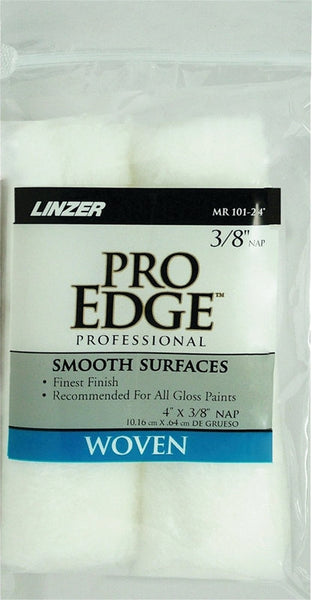 LINZER
MR 101-2 4"
3/8" NAP
PRO
EDGE™
PROFESSIONAL
SMOOTH SURFACES
• Finest Finish
• Recommended For All Gloss Paints
4" X 3/8" NAP
10.16 cm X .64 cm DE GRUESO
WOVEN